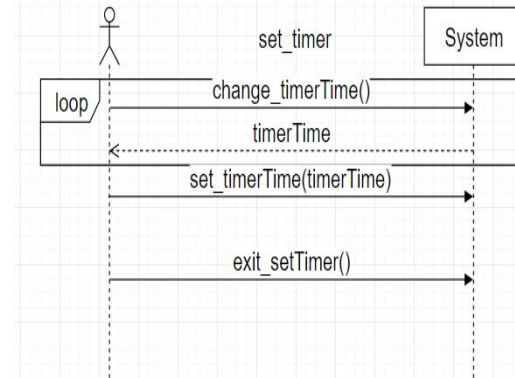 set_timer
System
loop
change_timerTime()
timerTime
set_timerTime(timerTime)
exit_setTimer()